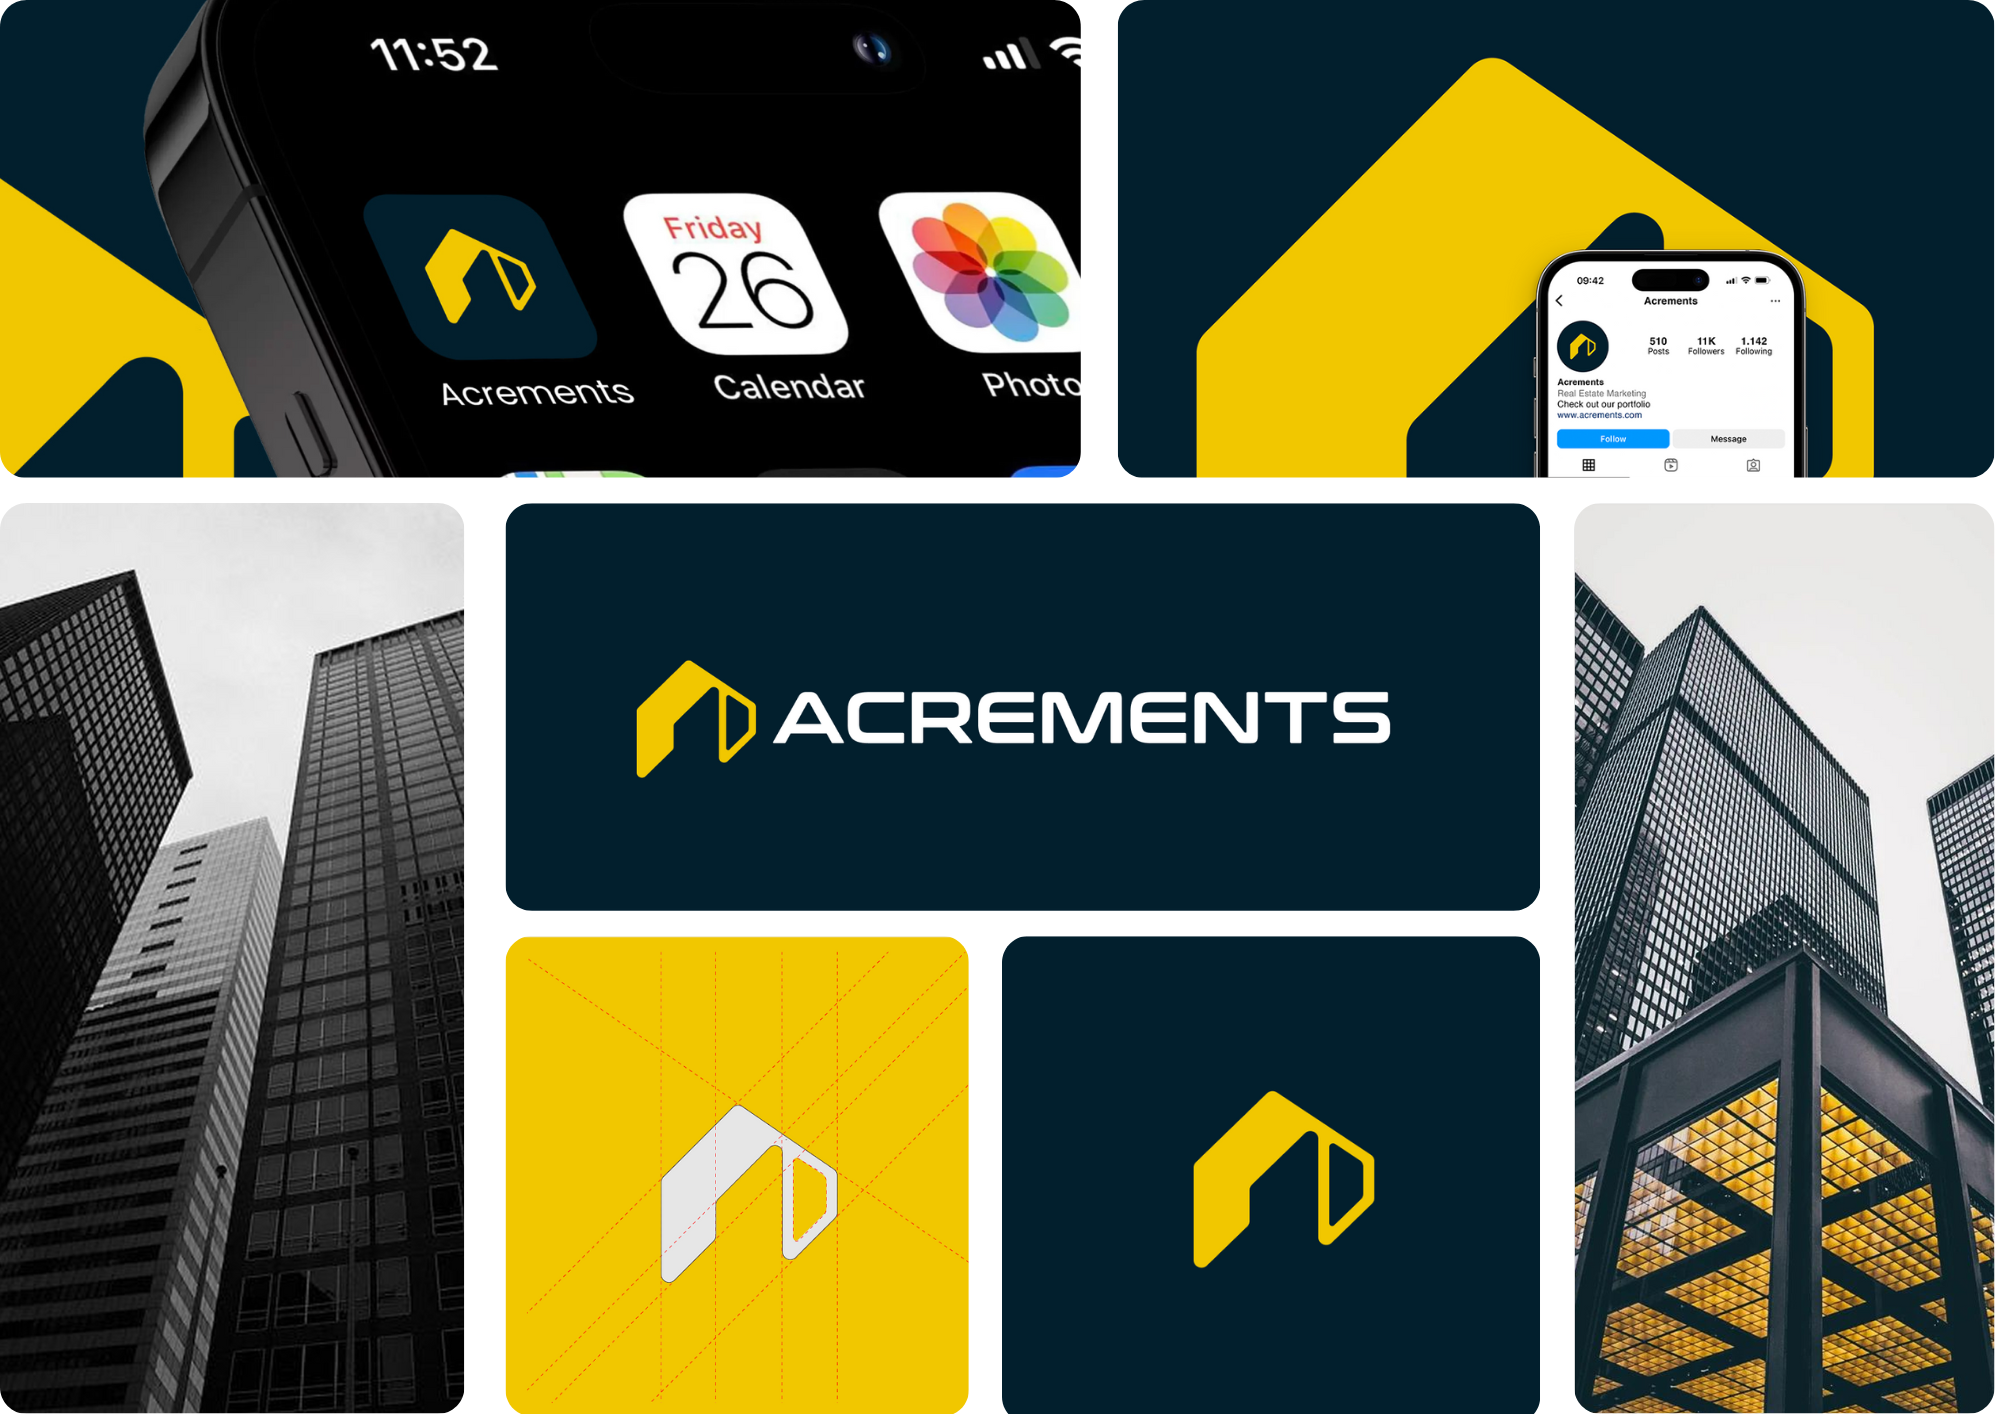 11:52
Friday
26
Acrements
Calendar
Photo
09:42
Acrements
510
11K
1.142
Posts
Followers
Following
Acrements
Real Estate Marketing
Check out our portfolio
www.acrements.com
Follow
Message
ACREMENTS